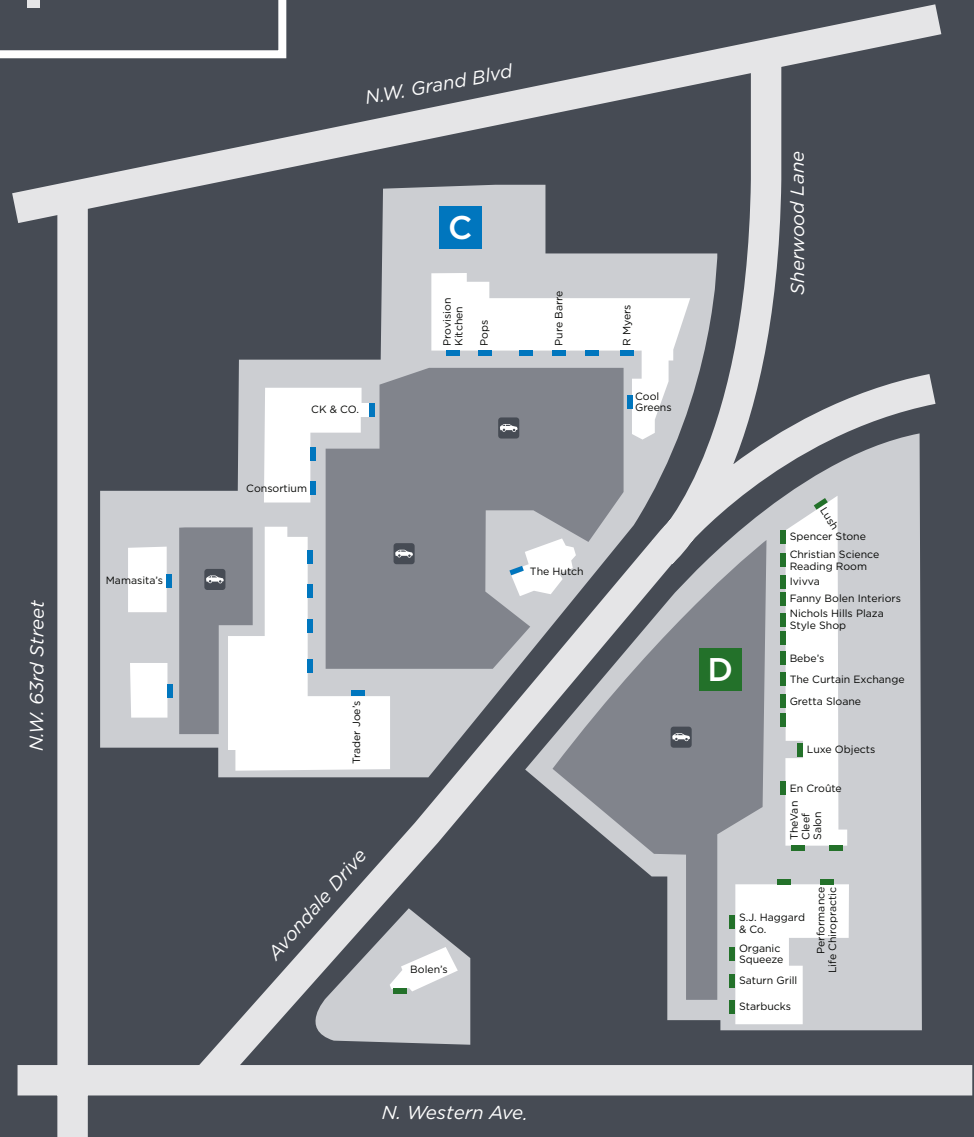 N.W. Grand Blvd
Sherwood Lane
C
Provision
Kitchen
Pops
Pure Barre
R Myers
CK & CO.
Cool
Greens
Consortium
Lush
Spencer Stone
Christian Science
Reading Room
The Hutch
Mamasita's
Ivivva
Fanny Bolen Interiors
Nichols Hills Plaza
Style Shop
N.W. 63rd Street
D
Bebe's
The Curtain Exchange
Gretta Sloane
Trader Joe's
Luxe Objects
En Croûte
TheVan
Cleef
Salon
Avondale Drive
S.J. Haggard
& Co.
Performance
Life Chiropractic
Organic
Squeeze
Bolen's
Saturn Grill
Starbucks
N. Western Ave.